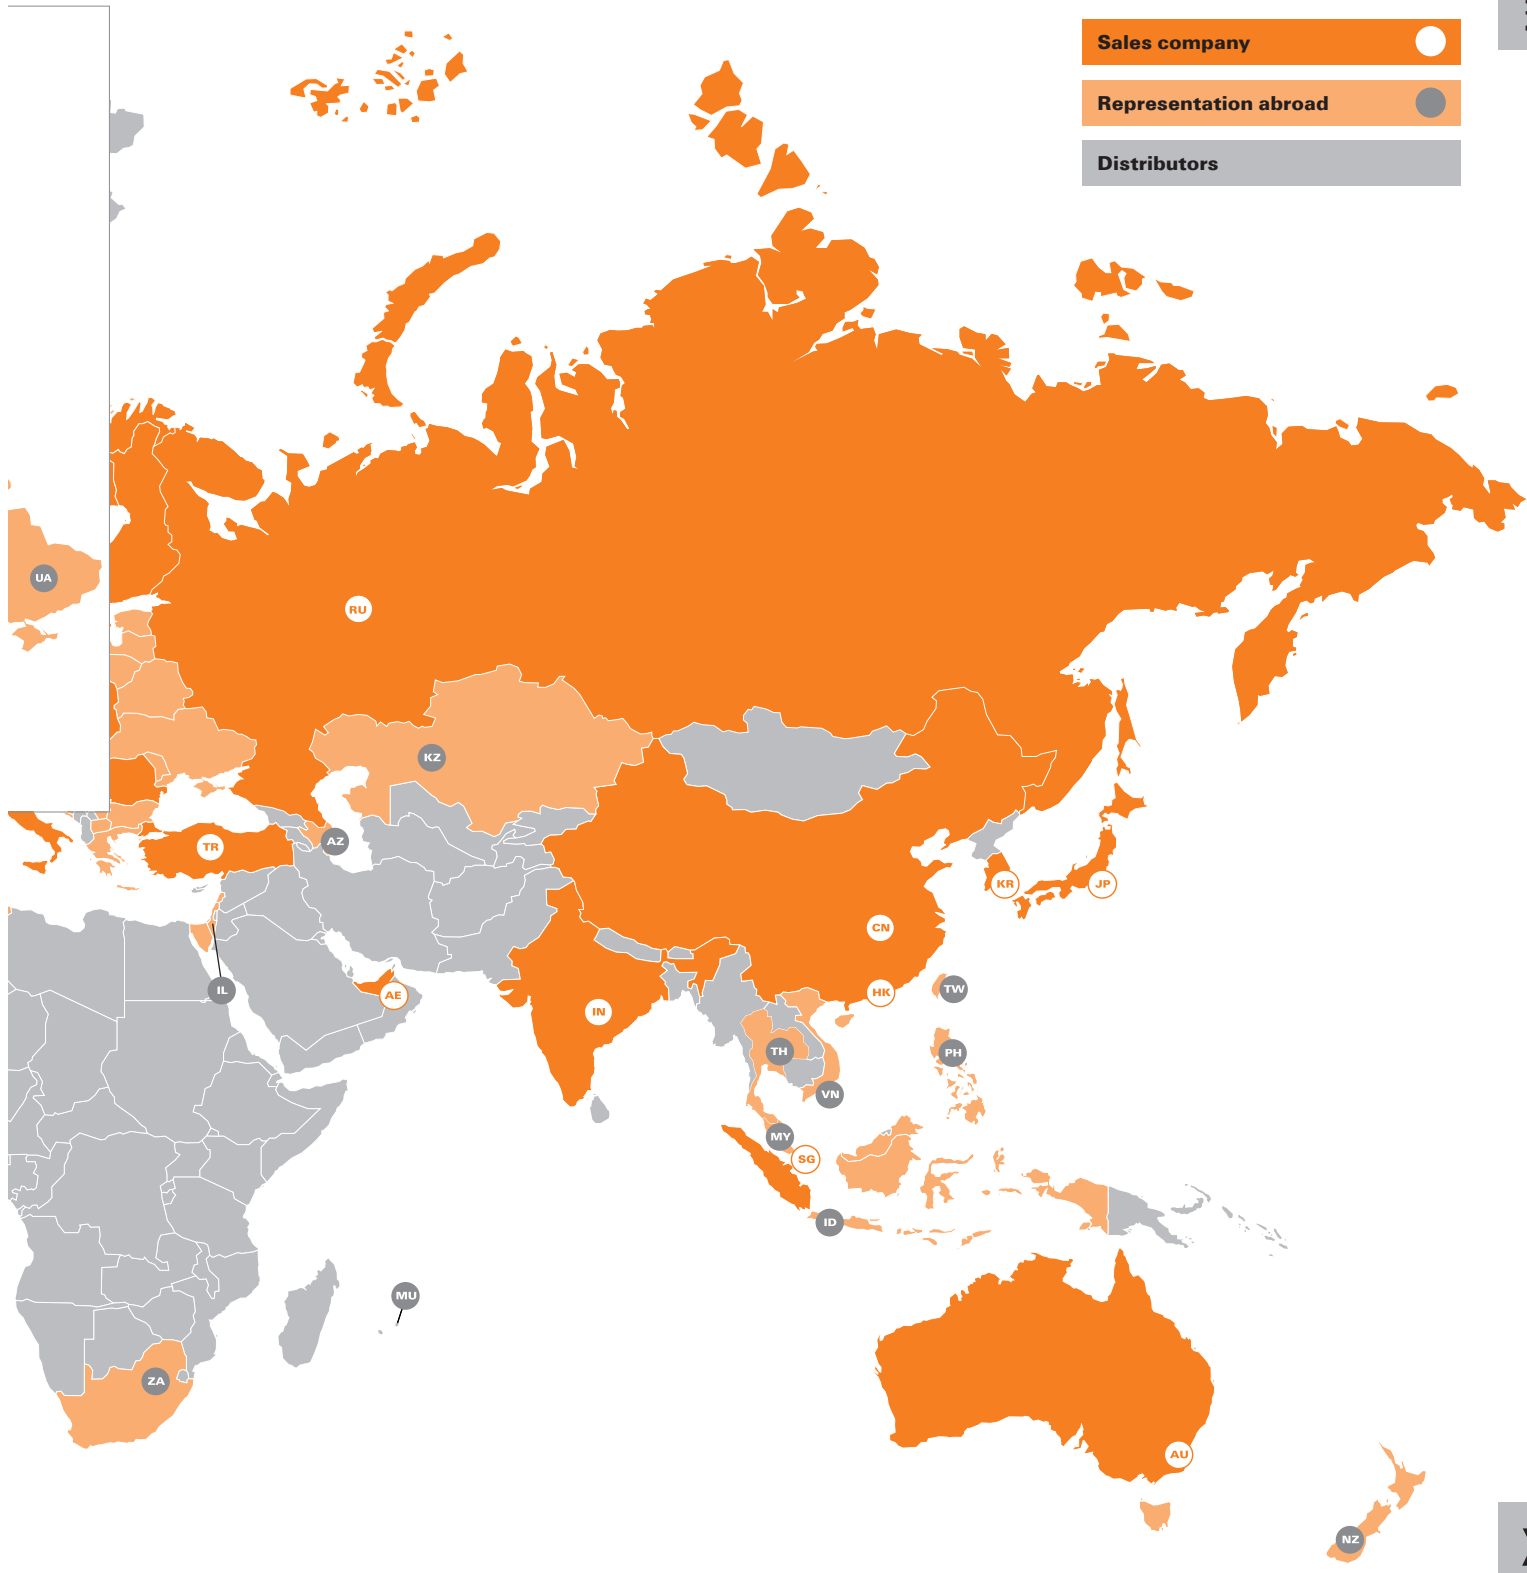 Sales company
Representation abroad
Distributors
UA
RU
KZ
TR
AZ
KR
JP
CN
IL
AE
IN
HK
TW
TH
PH
VN
MY
SG
ID
MU
ZA
AU
NZ